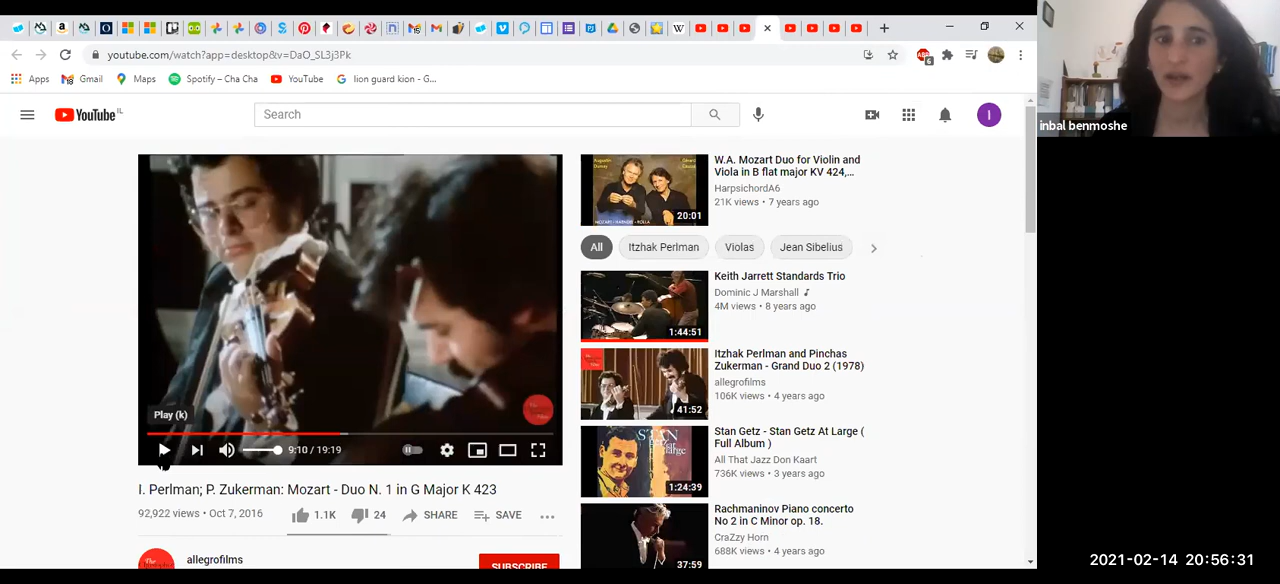 youtube.com/watch?app=desktop&v=DaO_SL3j3Pk
Apps
Gmail
Maps
Spotify – Cha Cha
YouTube
lion guard kion - G...
YouTube IL
Search
I
inbal benmoshe
Play (k)
9:10 / 19:19
I. Perlman; P. Zukerman: Mozart - Duo N. 1 in G Major K 423
92,922 views • Oct 7, 2016
1.1K
24
SHARE
SAVE
allegrofilms
SUBSCRIBE
20:01
W.A. Mozart Duo for Violin and
Viola in B flat major KV 424,...
HarpsichordA6
21K views • 7 years ago
All
Itzhak Perlman
Violas
Jean Sibelius
1:44:51
Keith Jarrett Standards Trio
Dominic J Marshall
4M views • 8 years ago
41:52
Itzhak Perlman and Pinchas
Zukerman - Grand Duo 2 (1978)
allegrofilms
106K views • 4 years ago
STAN
1:24:39
Stan Getz - Stan Getz At Large (
Full Album )
All That Jazz Don Kaart
736K views • 3 years ago
37:59
Rachmaninov Piano concerto
No 2 in C Minor op. 18.
CraZzy Horn
688K views • 4 years ago
2021-02-14 20:56:31